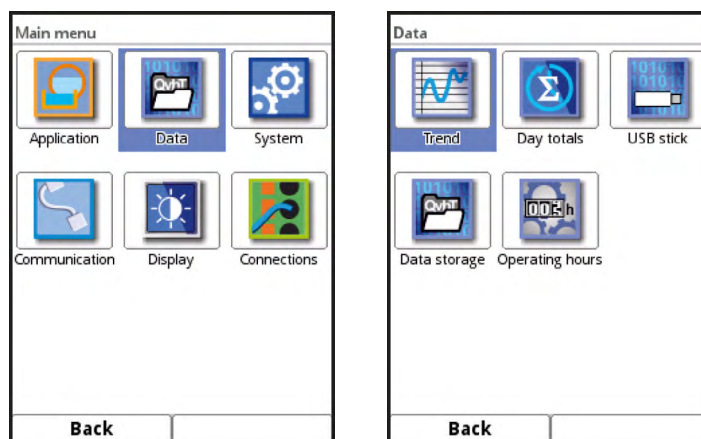 Main menu
Application
Data
System
Communication
Display
Connections
Back
Data
Trend
Day totals
USB stick
Data storage
Operating hours
Back